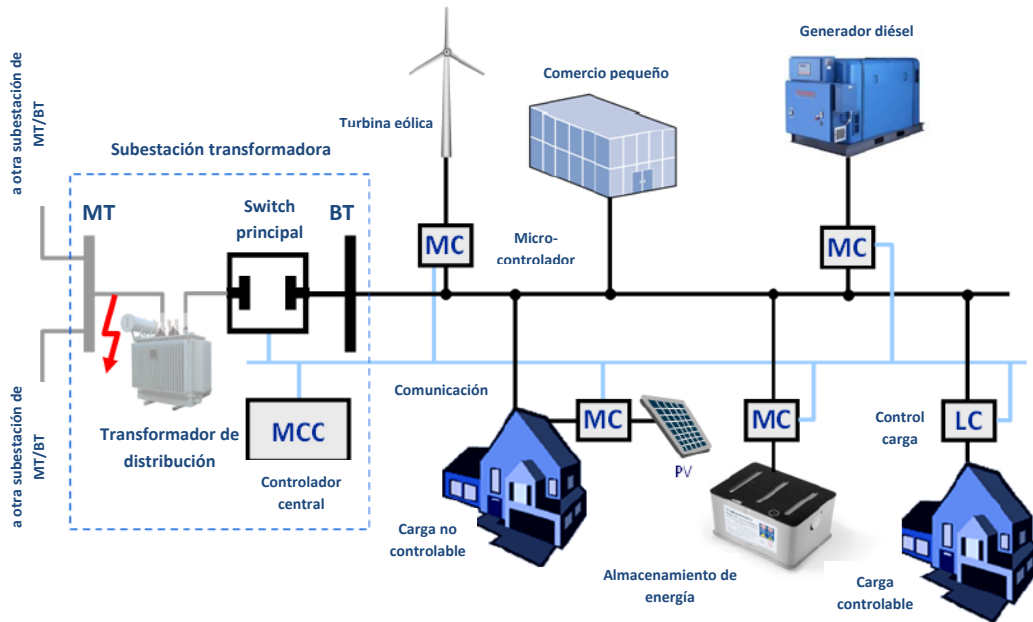 Generador diésel
Comercio pequeño
a otra subestación de
MT/BT
Turbina eólica
Subestación transformadora
MT
Switch
principal
BT
MC
Micro-
controlador
MC
Comunicación
MC
MC
Control
carga
LC
MCC
Transformador de
distribución
PV
Controlador
central
a otra subestación de
MT/BT
Carga no
controlable
Almacenamiento de
energía
Carga
controlable